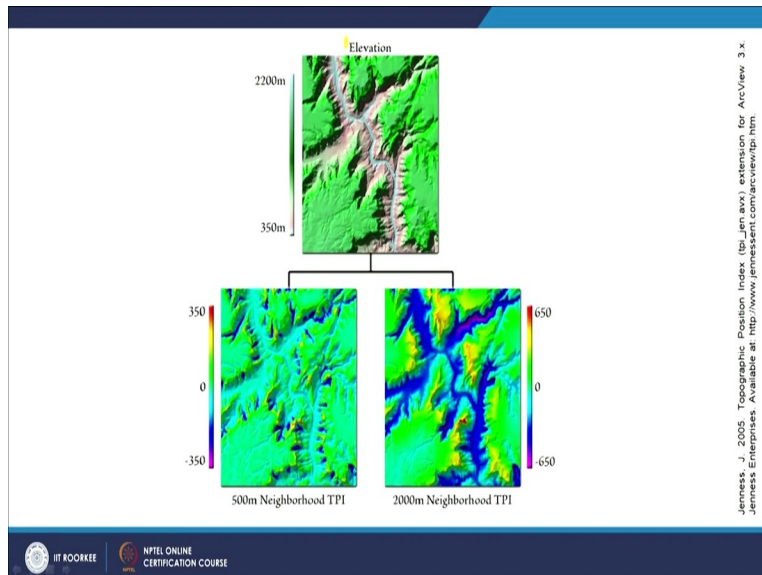 Elevation
2200m
350m
350
0
-350
500m Neighborhood TPI
650
0
-650
2000m Neighborhood TPI
Jenness, J. 2005. Topographic Position Index (tpi_jen.avx) extension for ArcView 3.x.
Jenness Enterprises. Available at: http://www.jennessent.com/arcview/tpi.htm.
IIT ROORKEE
NPTEL ONLINE
CERTIFICATION COURSE